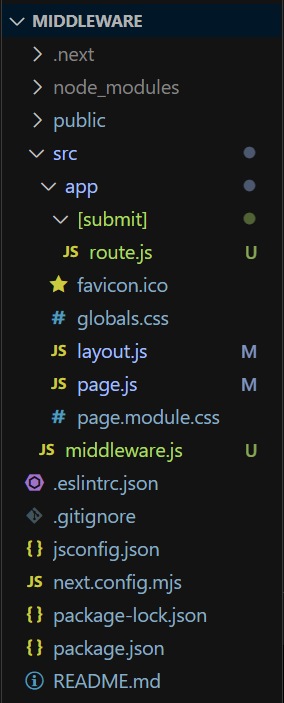 MIDDLEWARE
.next
node_modules
public
src
app
[submit]
JS route.js U
favicon.ico
# globals.css
JS layout.js M
JS page.js M
# page.module.css
JS middleware.js U
.eslintrc.json
.gitignore
{} jsconfig.json
JS next.config.mjs
{} package-lock.json
{} package.json
README.md